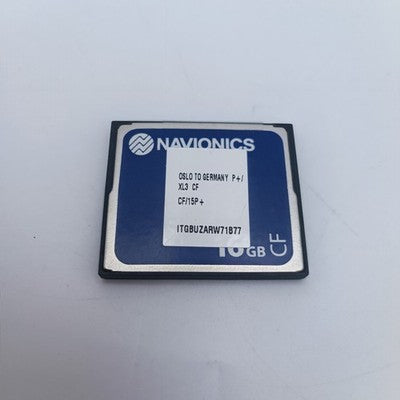 NAVIONICS
OSLO TO GERMANY P+/
XL3 CF
CF/15P+
ITGBUZARW71B77
16GB CF